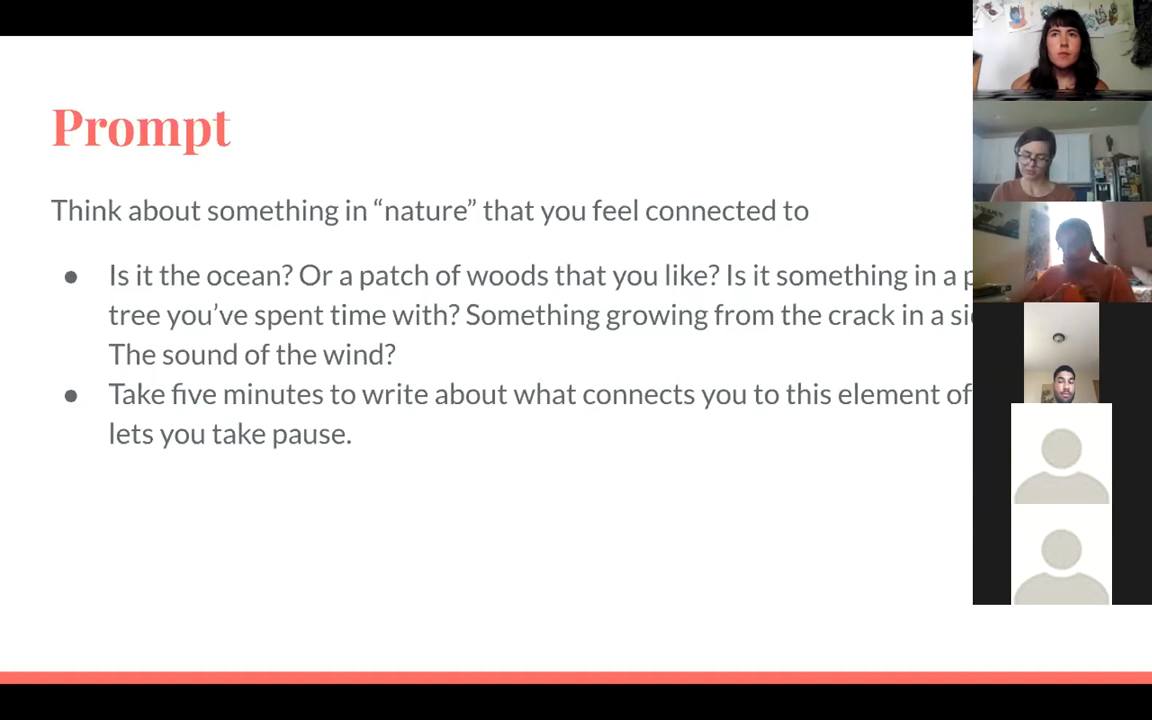 Prompt
Think about something in “nature” that you feel connected to
● Is it the ocean? Or a patch of woods that you like? Is it something in a
tree you’ve spent time with? Something growing from the crack in a
The sound of the wind?
● Take five minutes to write about what connects you to this element of
lets you take pause.